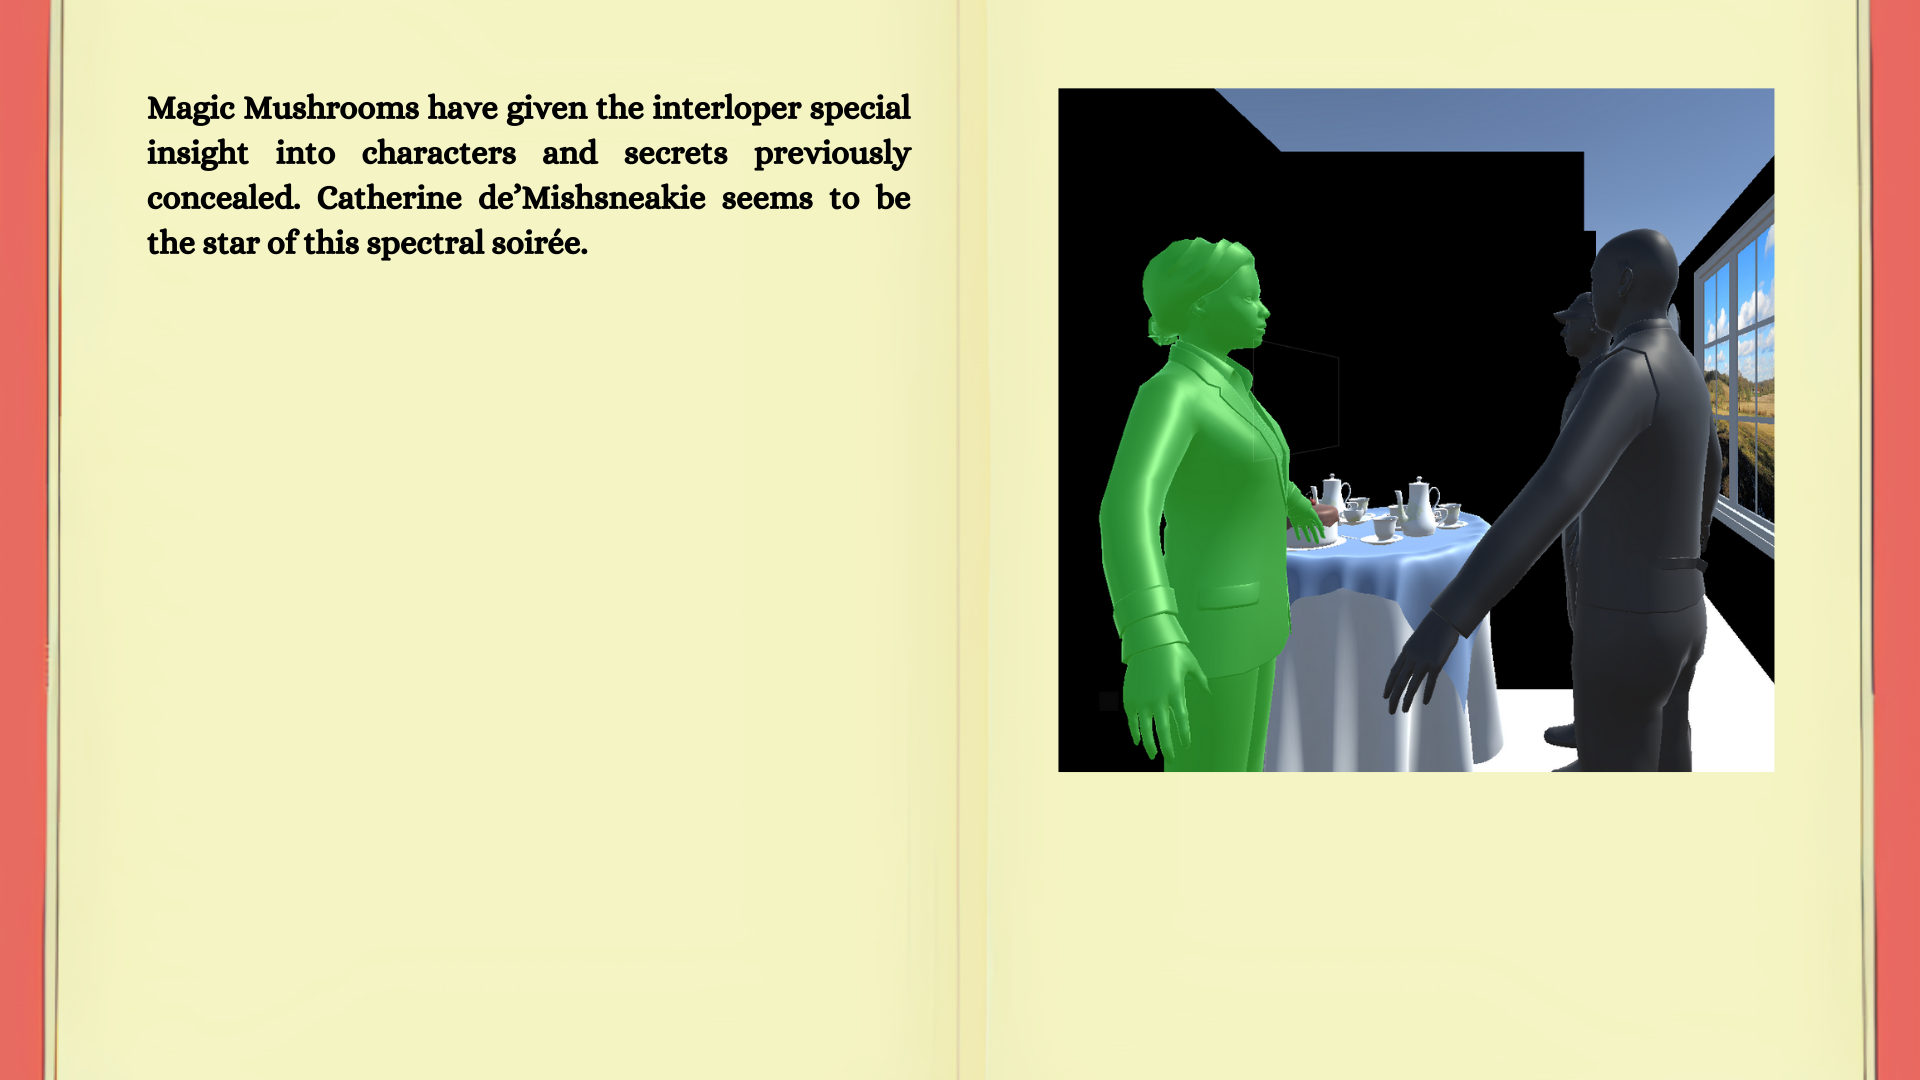 Magic Mushrooms have given the interloper special
insight into characters and secrets previously
concealed. Catherine de’Mishsneakie seems to be
the star of this spectral soirée.